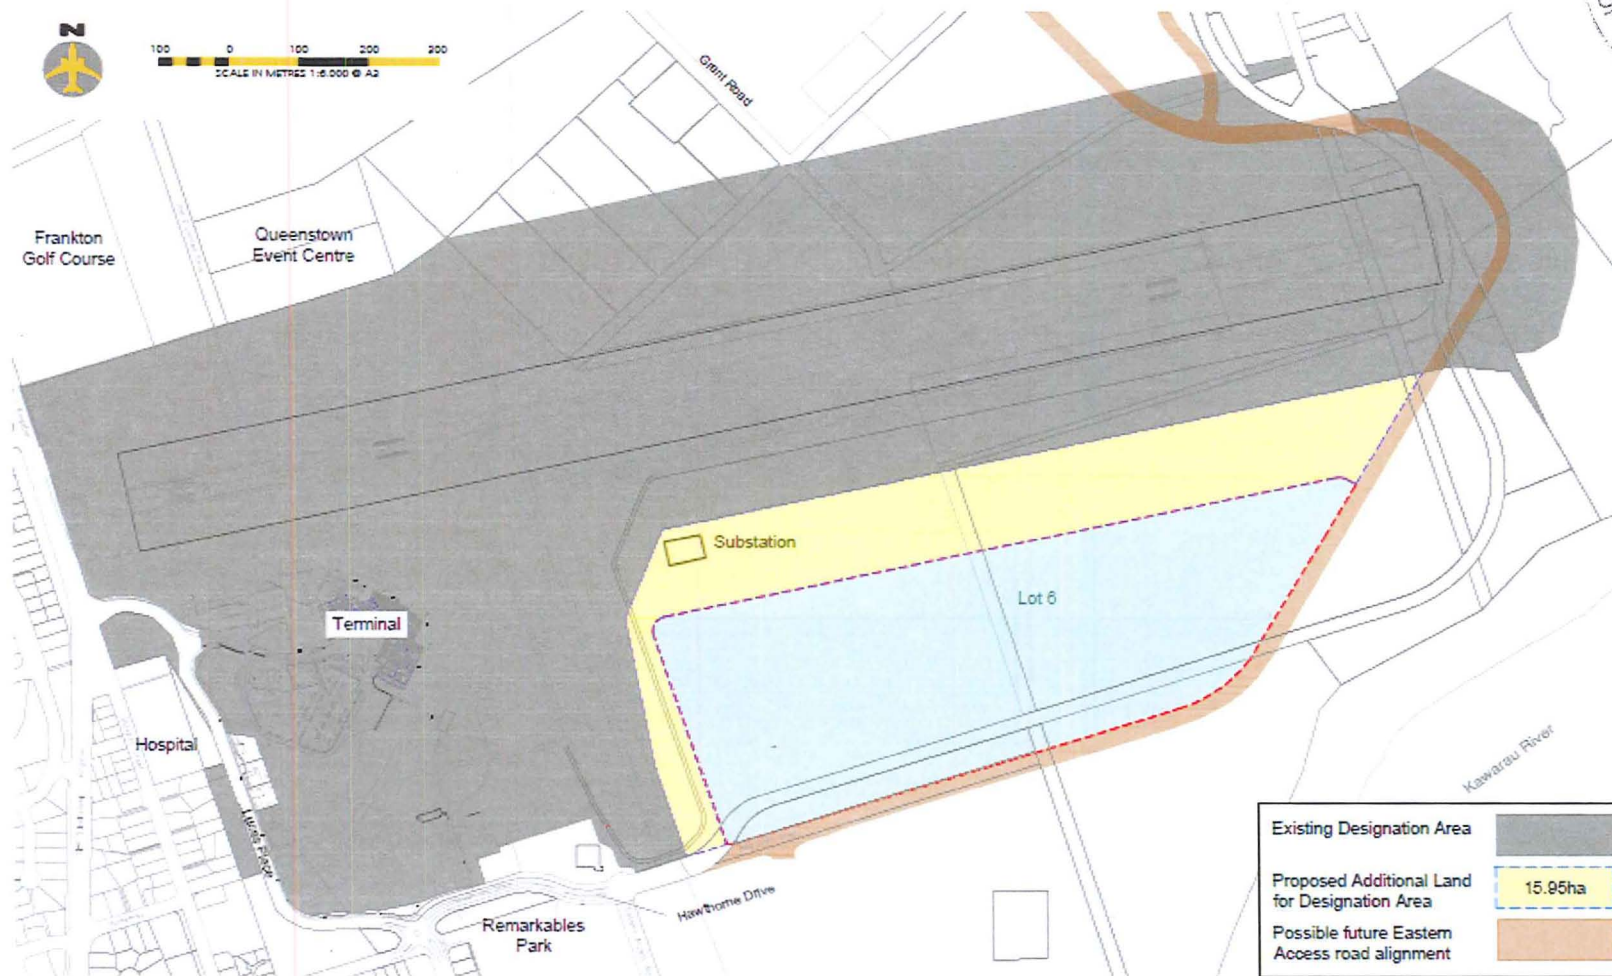 N
100 0 100 200 300
SCALE IN METRES 1:6,000 @ A3
Grant Road
Frankton
Golf Course
Queenstown
Event Centre
Substation
Lot 6
Terminal
Hospital
Lucas Place
Kawarau River
Hawthorne Drive
Remarkables
Park
Existing Designation Area
Proposed Additional Land
for Designation Area
15.95ha
Possible future Eastern
Access road alignment